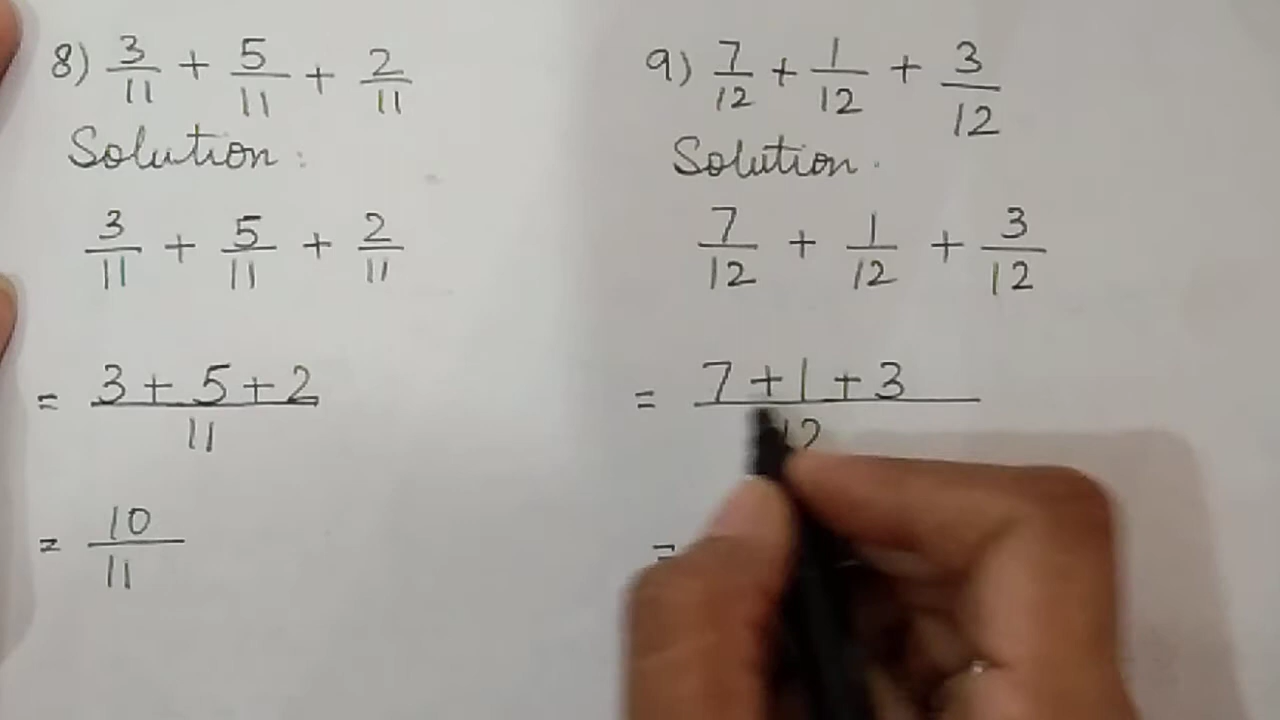 8) 3/11 + 5/11 + 2/11
Solution:
3/11 + 5/11 + 2/11
= 3 + 5 + 2 / 11
= 10/11
9) 7/12 + 1/12 + 3/12
Solution.
7/12 + 1/12 + 3/12
= 7 + 1 + 3 / 12
=